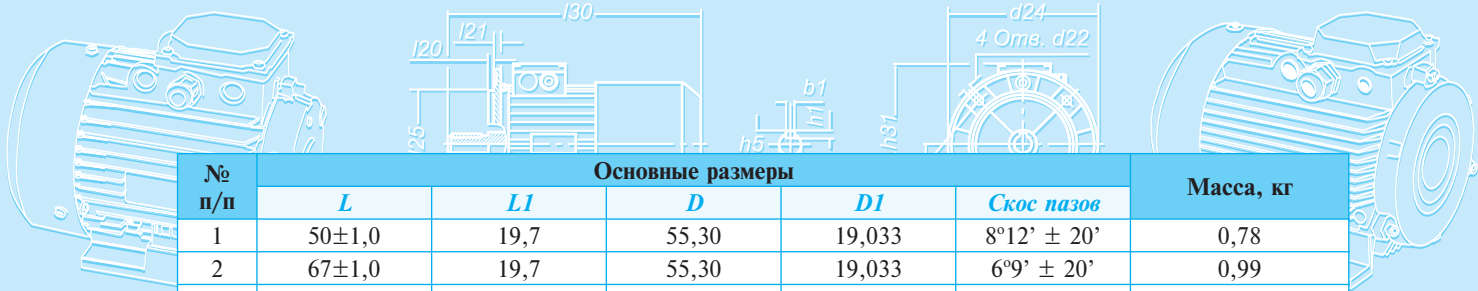 l30
d24
l21
4 Отв. d22
l20
b1
h1
h31
h5
№ п/п Основные размеры Масса, кг
L L1 D D1 Скос пазов
1 50±1,0 19,7 55,30 19,033 8º12’ ± 20’ 0,78
2 67±1,0 19,7 55,30 19,033 6º9’ ± 20’ 0,99